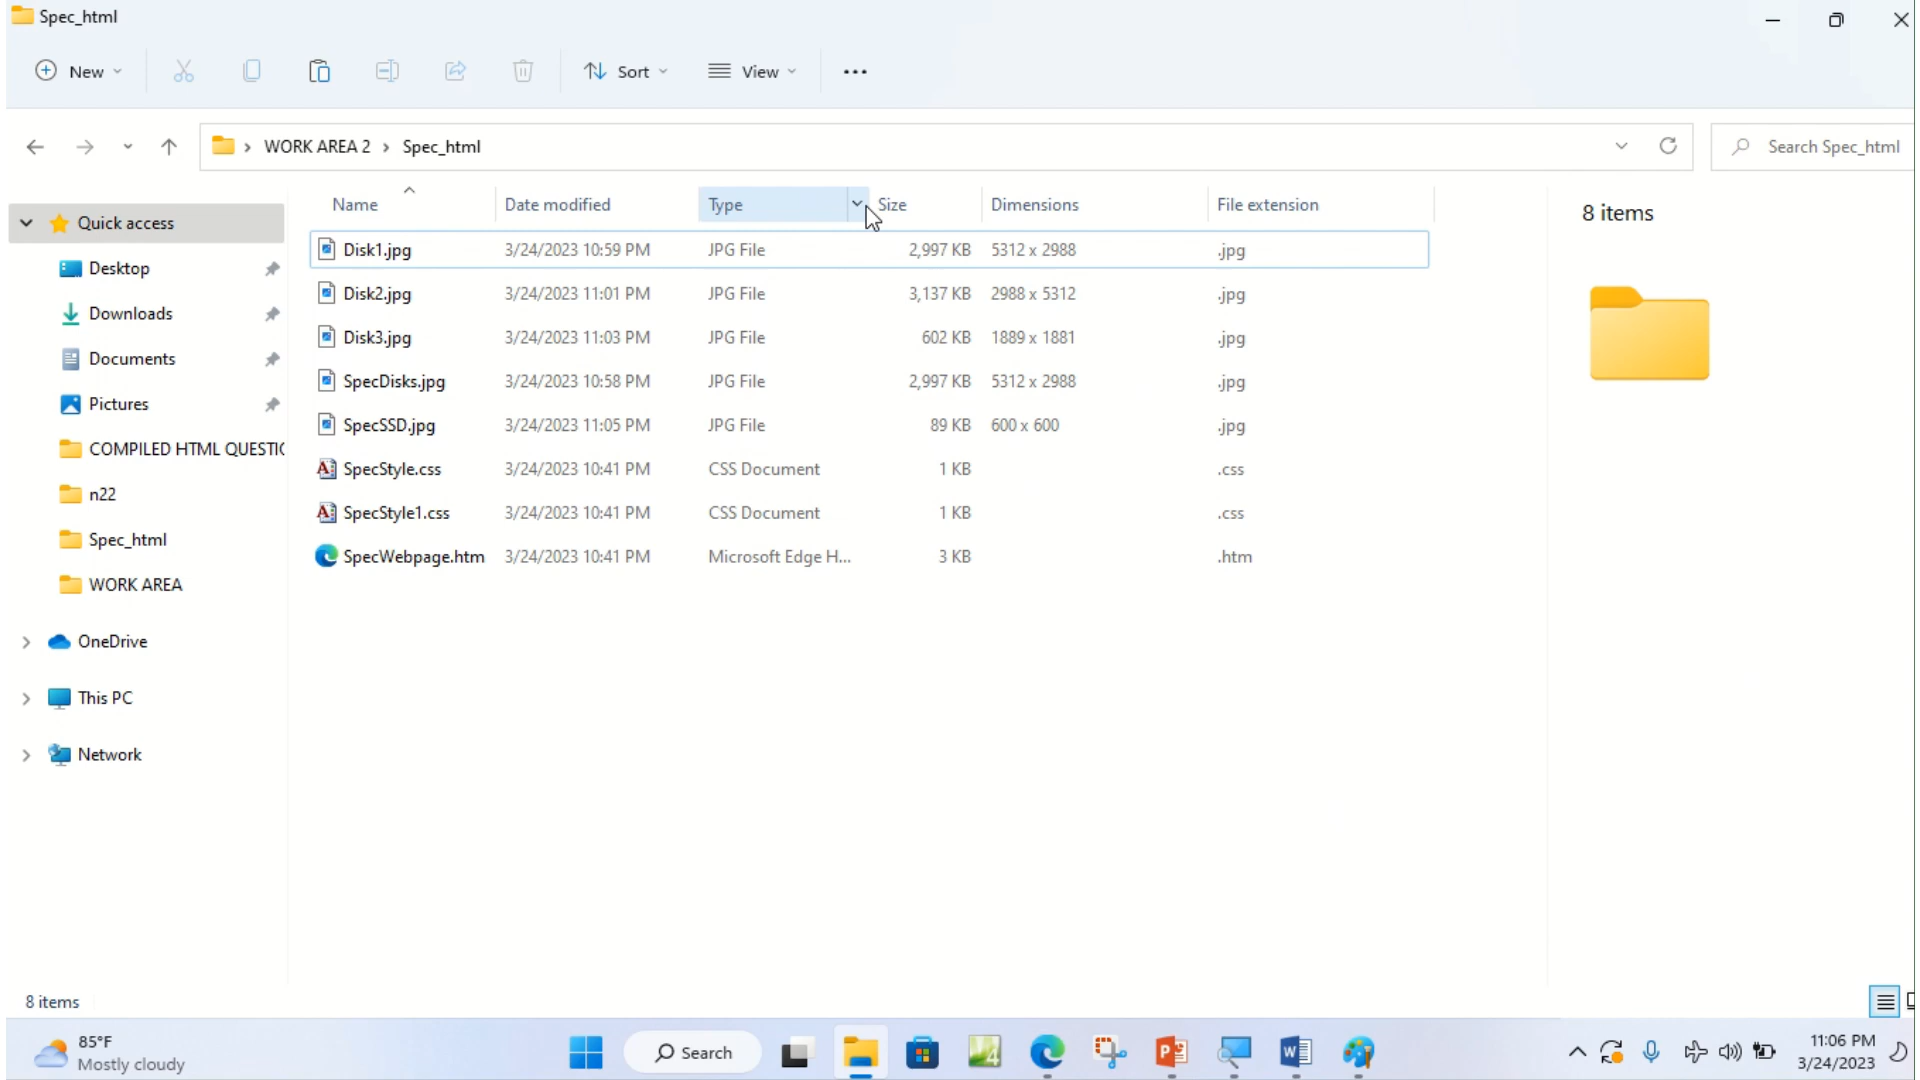 Spec_html
New
Sort
View
WORK AREA 2 > Spec_html
Search Spec_html
Quick access
Desktop
Downloads
Documents
Pictures
COMPILED HTML QUESTIC
n22
Spec_html
WORK AREA
OneDrive
This PC
Network
Name Date modified Type Size Dimensions File extension
Disk1.jpg 3/24/2023 10:59 PM JPG File 2,997 KB 5312 x 2988 .jpg
Disk2.jpg 3/24/2023 11:01 PM JPG File 3,137 KB 2988 x 5312 .jpg
Disk3.jpg 3/24/2023 11:03 PM JPG File 602 KB 1889 x 1881 .jpg
SpecDisks.jpg 3/24/2023 10:58 PM JPG File 2,997 KB 5312 x 2988 .jpg
SpecSSD.jpg 3/24/2023 11:05 PM JPG File 89 KB 600 x 600 .jpg
SpecStyle.css 3/24/2023 10:41 PM CSS Document 1 KB .css
SpecStyle1.css 3/24/2023 10:41 PM CSS Document 1 KB .css
SpecWebpage.htm 3/24/2023 10:41 PM Microsoft Edge H... 3 KB .htm
8 items
8 items
85°F
Mostly cloudy
Search
11:06 PM
3/24/2023